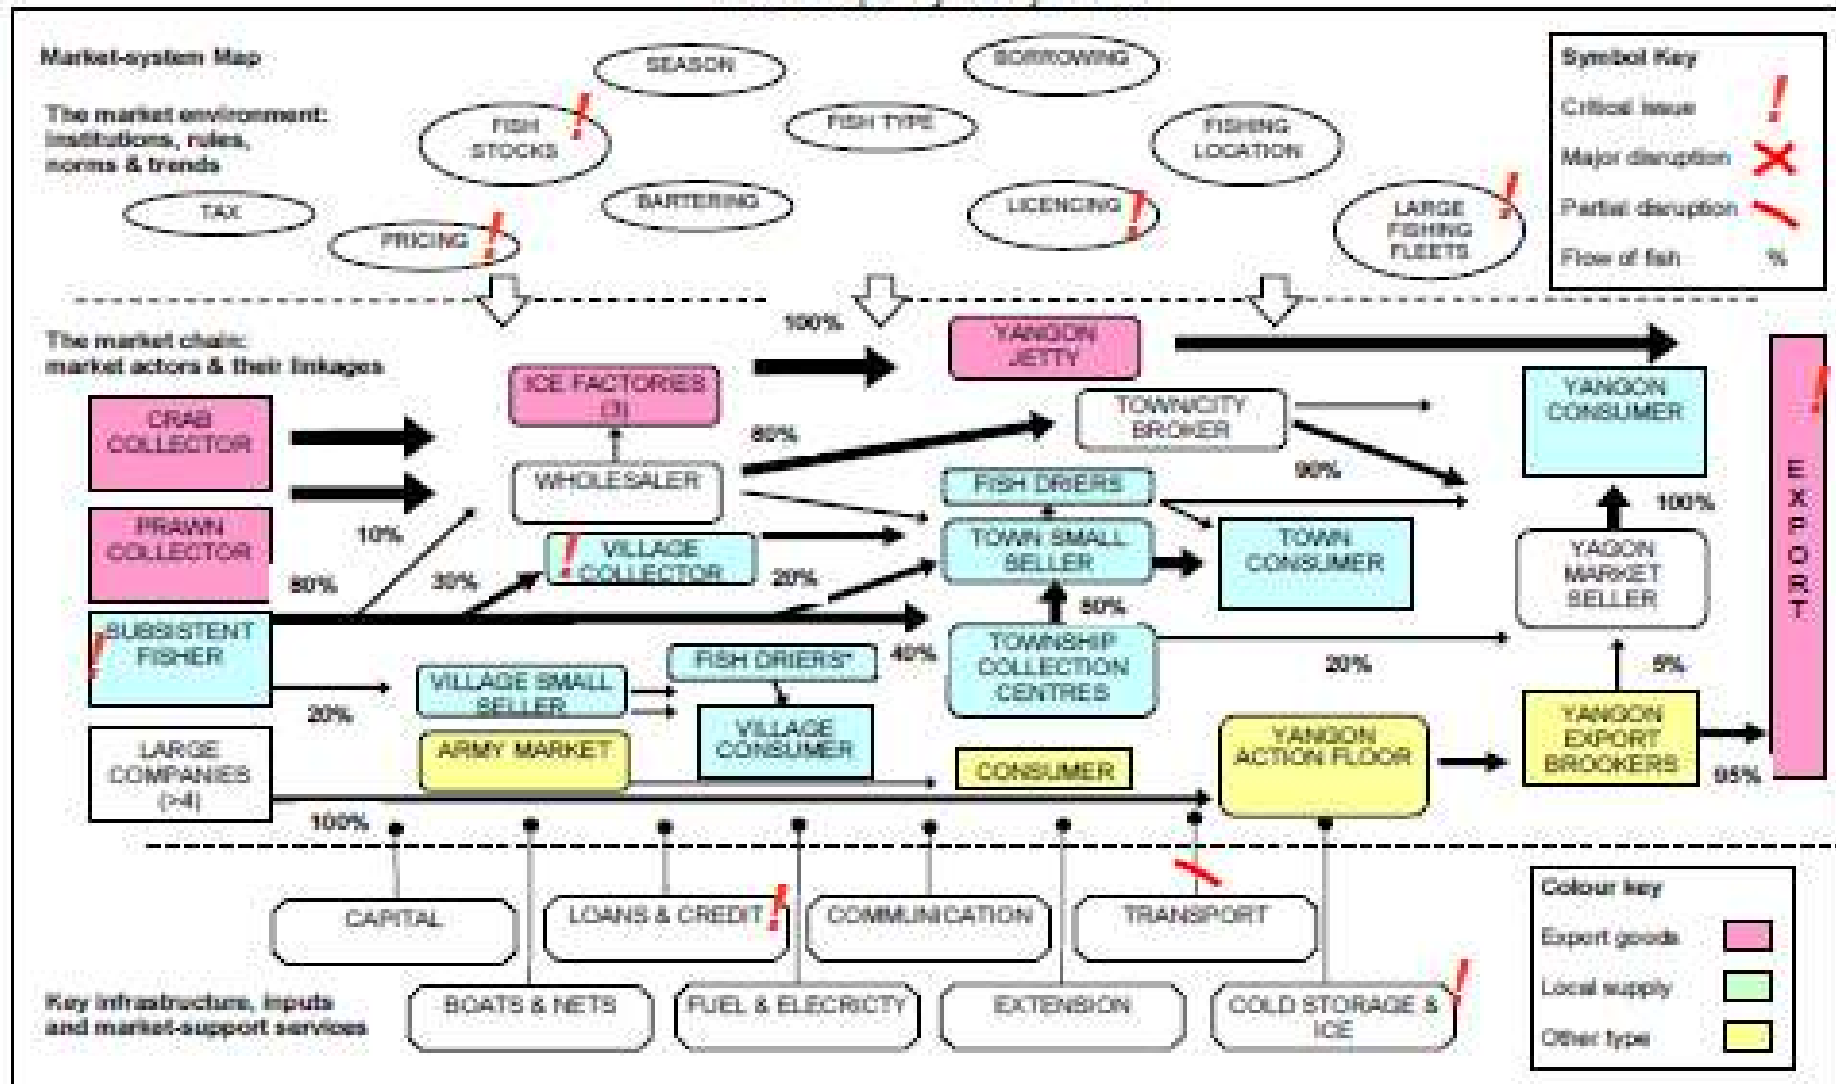 Market-system Map
The market environment:
institutions, rules,
norms & trends
SEASON
BORROWING
FISH
STOCKS
FISH TYPE
FISHING
LOCATION
TAX
PRICING
BARTERING
LICENCING
LARGE
FISHING
FLEETS
Symbol Key
Critical issue
Major disruption
Partial disruption
Flow of fish %
The market chain:
market actors & their linkages
100%
YANGON
JETTY
ICE FACTORIES
(3)
CRAB
COLLECTOR
TOWN/CITY
BROKER
YANGON
CONSUMER
EXPORT
80%
WHOLESALER
FISH DRIERS
90%
100%
PRAWN
COLLECTOR
10%
VILLAGE
COLLECTOR
TOWN SMALL
SELLER
TOWN
CONSUMER
YAGON
MARKET
SELLER
80%
30%
20%
80%
SUBSISTENT
FISHER
FISH DRIERS*
40%
TOWNSHIP
COLLECTION
CENTRES
20%
5%
20%
VILLAGE SMALL
SELLER
VILLAGE
CONSUMER
ARMY MARKET
CONSUMER
YANGON
ACTION FLOOR
YANGON
EXPORT
BROOKERS
95%
LARGE
COMPANIES
(>4)
100%
CAPITAL
LOANS & CREDIT
COMMUNICATION
TRANSPORT
Key infrastructure, inputs
and market-support services
BOATS & NETS
FUEL & ELECRICTY
EXTENSION
COLD STORAGE &
ICE
Colour key
Export goods
Local supply
Other type